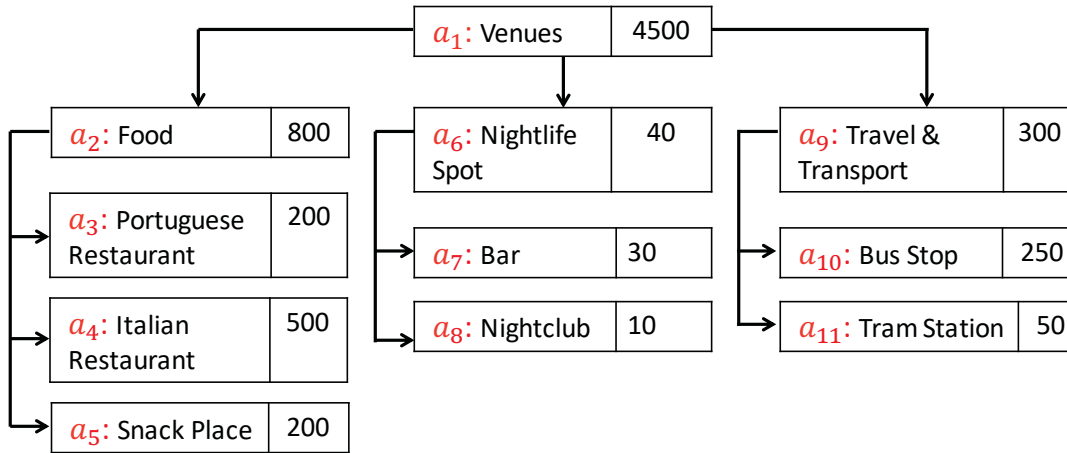 a₁: Venues 4500
a₂: Food 800
a₃: Portuguese 200
Restaurant
a₄: Italian 500
Restaurant
a₅: Snack Place 200
a₆: Nightlife 40
Spot
a₇: Bar 30
a₈: Nightclub 10
a₉: Travel & 300
Transport
a₁₀: Bus Stop 250
a₁₁: Tram Station 50